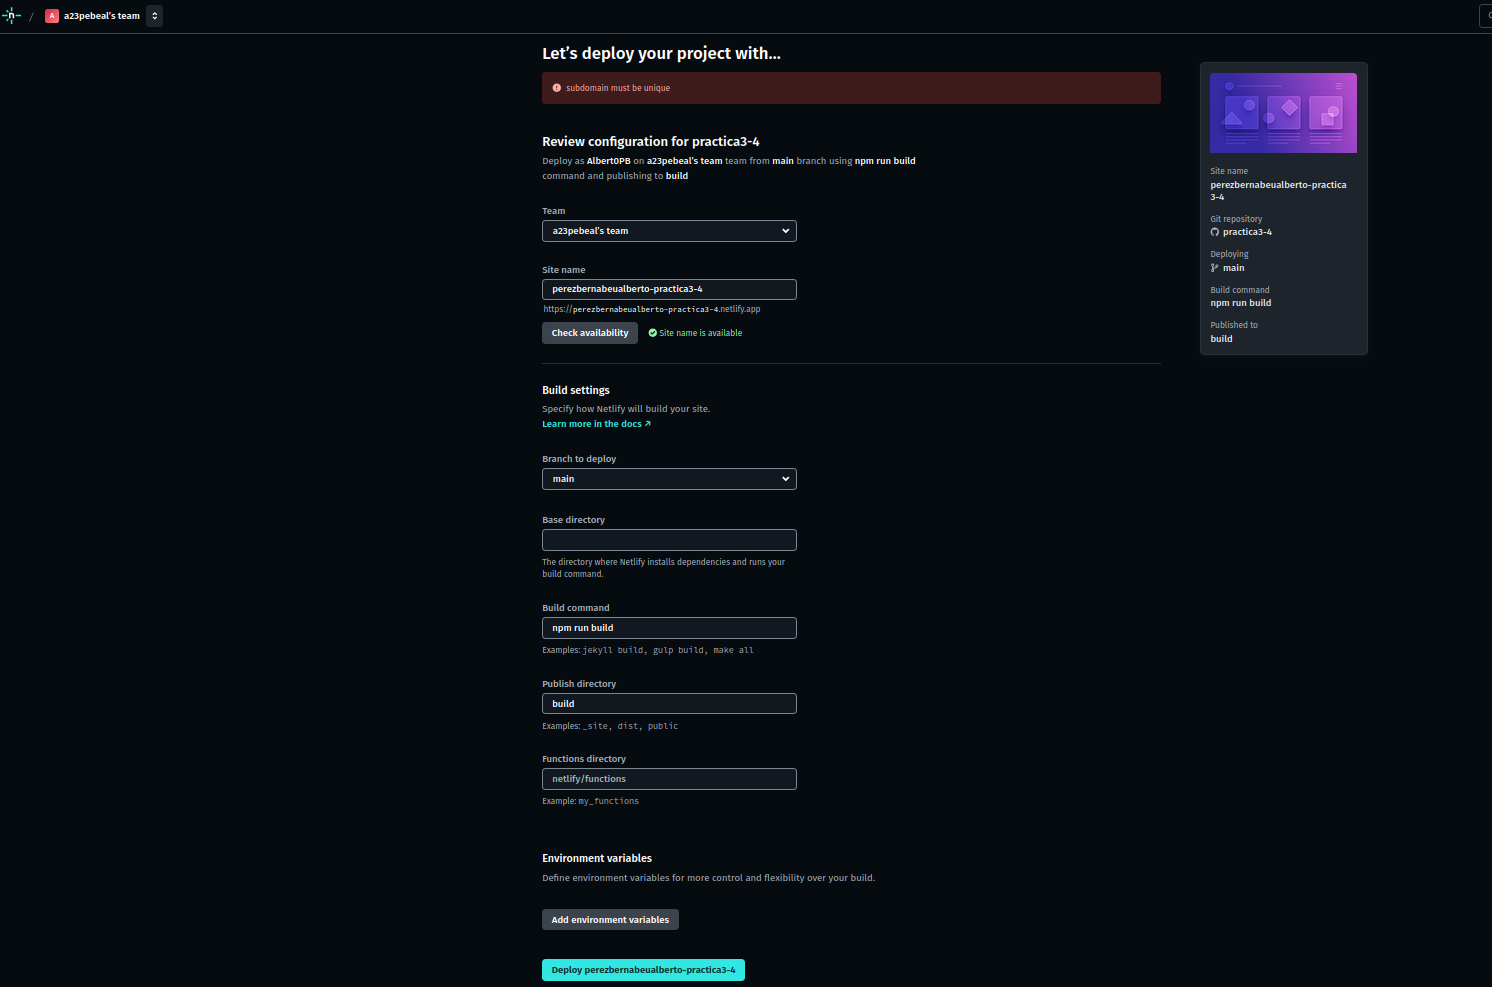 n / A a23pebeal's team
Let's deploy your project with…
subdomain must be unique
Review configuration for practica3-4
Deploy as Albert0PB on a23pebeal's team team from main branch using npm run build
command and publishing to build
Team
a23pebeal's team
Site name
perezbernabeualberto-practica3-4
https://perezbernabeualberto-practica3-4.netlify.app
Check availability
Site name is available
Build settings
Specify how Netlify will build your site.
Learn more in the docs ↗
Branch to deploy
main
Base directory
The directory where Netlify installs dependencies and runs your
build command.
Build command
npm run build
Examples: jekyll build, gulp build, make all
Publish directory
build
Examples: _site, dist, public
Functions directory
netlify/functions
Example: my_functions
Environment variables
Define environment variables for more control and flexibility over your build.
Add environment variables
Deploy perezbernabeualberto-practica3-4
Site name
perezbernabeualberto-practica
3-4
Git repository
practica3-4
Deploying
main
Build command
npm run build
Published to
build